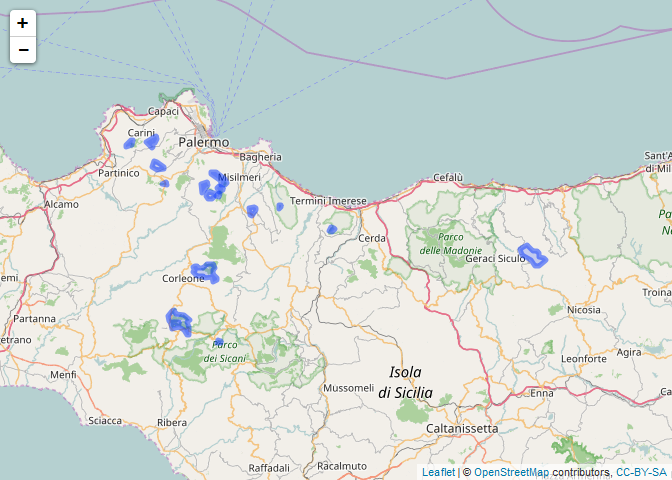 +
−
Capaci
Carini
Palermo
Bagheria
Partinico
Misilmeri
Sant'A
di Mil
Cefalù
Alcamo
Termini Imerese
Cerda
Parco
delle Madonie
Geraci Siculo
Corleone
emi
Troina
Partanna
Nicosia
Parco
dei Sicani
Agira
Leonforte
Menfi
Isola
di Sicilia
Mussomeli
Enna
Sciacca
Ribera
Caltanissetta
Raffadali
Racalmuto
Leaflet | © OpenStreetMap contributors, CC-BY-SA